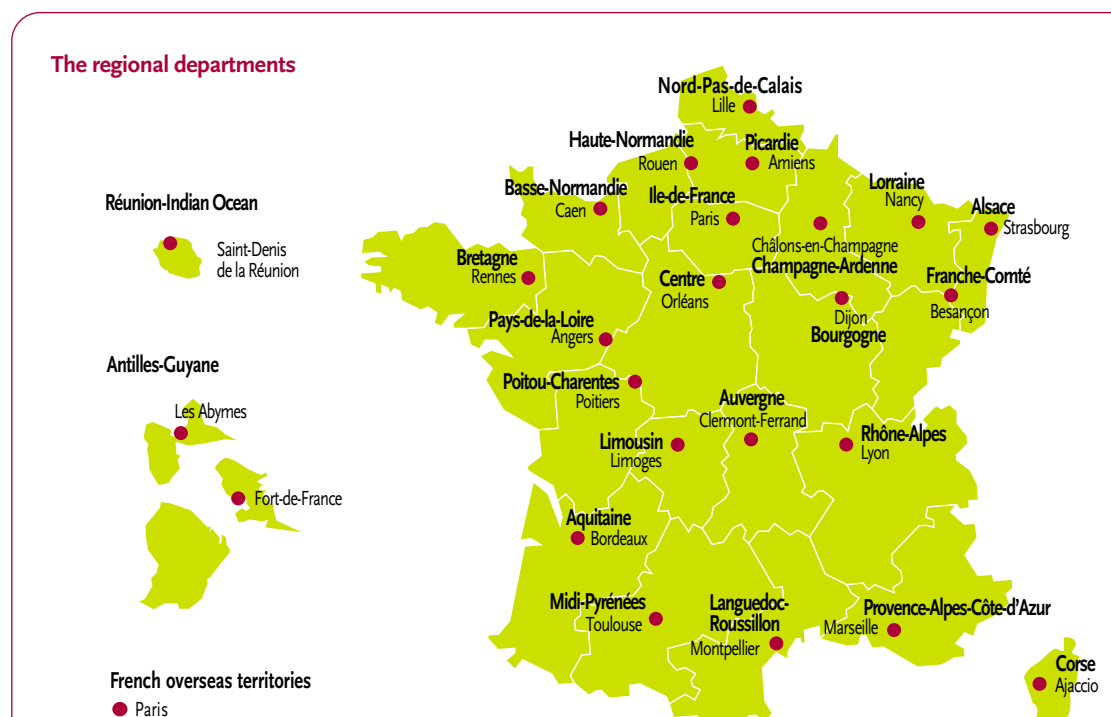 The regional departments
Nord-Pas-de-Calais
Lille
Haute-Normandie
Rouen
Picardie
Amiens
Basse-Normandie
Caen
Ile-de-France
Paris
Lorraine
Nancy
Alsace
Strasbourg
Châlons-en-Champagne
Champagne-Ardenne
Réunion-Indian Ocean
Saint-Denis
de la Réunion
Bretagne
Rennes
Centre
Orléans
Franche-Comté
Besançon
Dijon
Bourgogne
Pays-de-la-Loire
Angers
Antilles-Guyane
Les Abymes
Fort-de-France
Poitou-Charentes
Poitiers
Auvergne
Clermont-Ferrand
Limousin
Limoges
Rhône-Alpes
Lyon
Aquitaine
Bordeaux
Midi-Pyrénées
Toulouse
Languedoc-
Roussillon
Montpellier
Provence-Alpes-Côte-d'Azur
Marseille
Corse
Ajaccio
French overseas territories
Paris